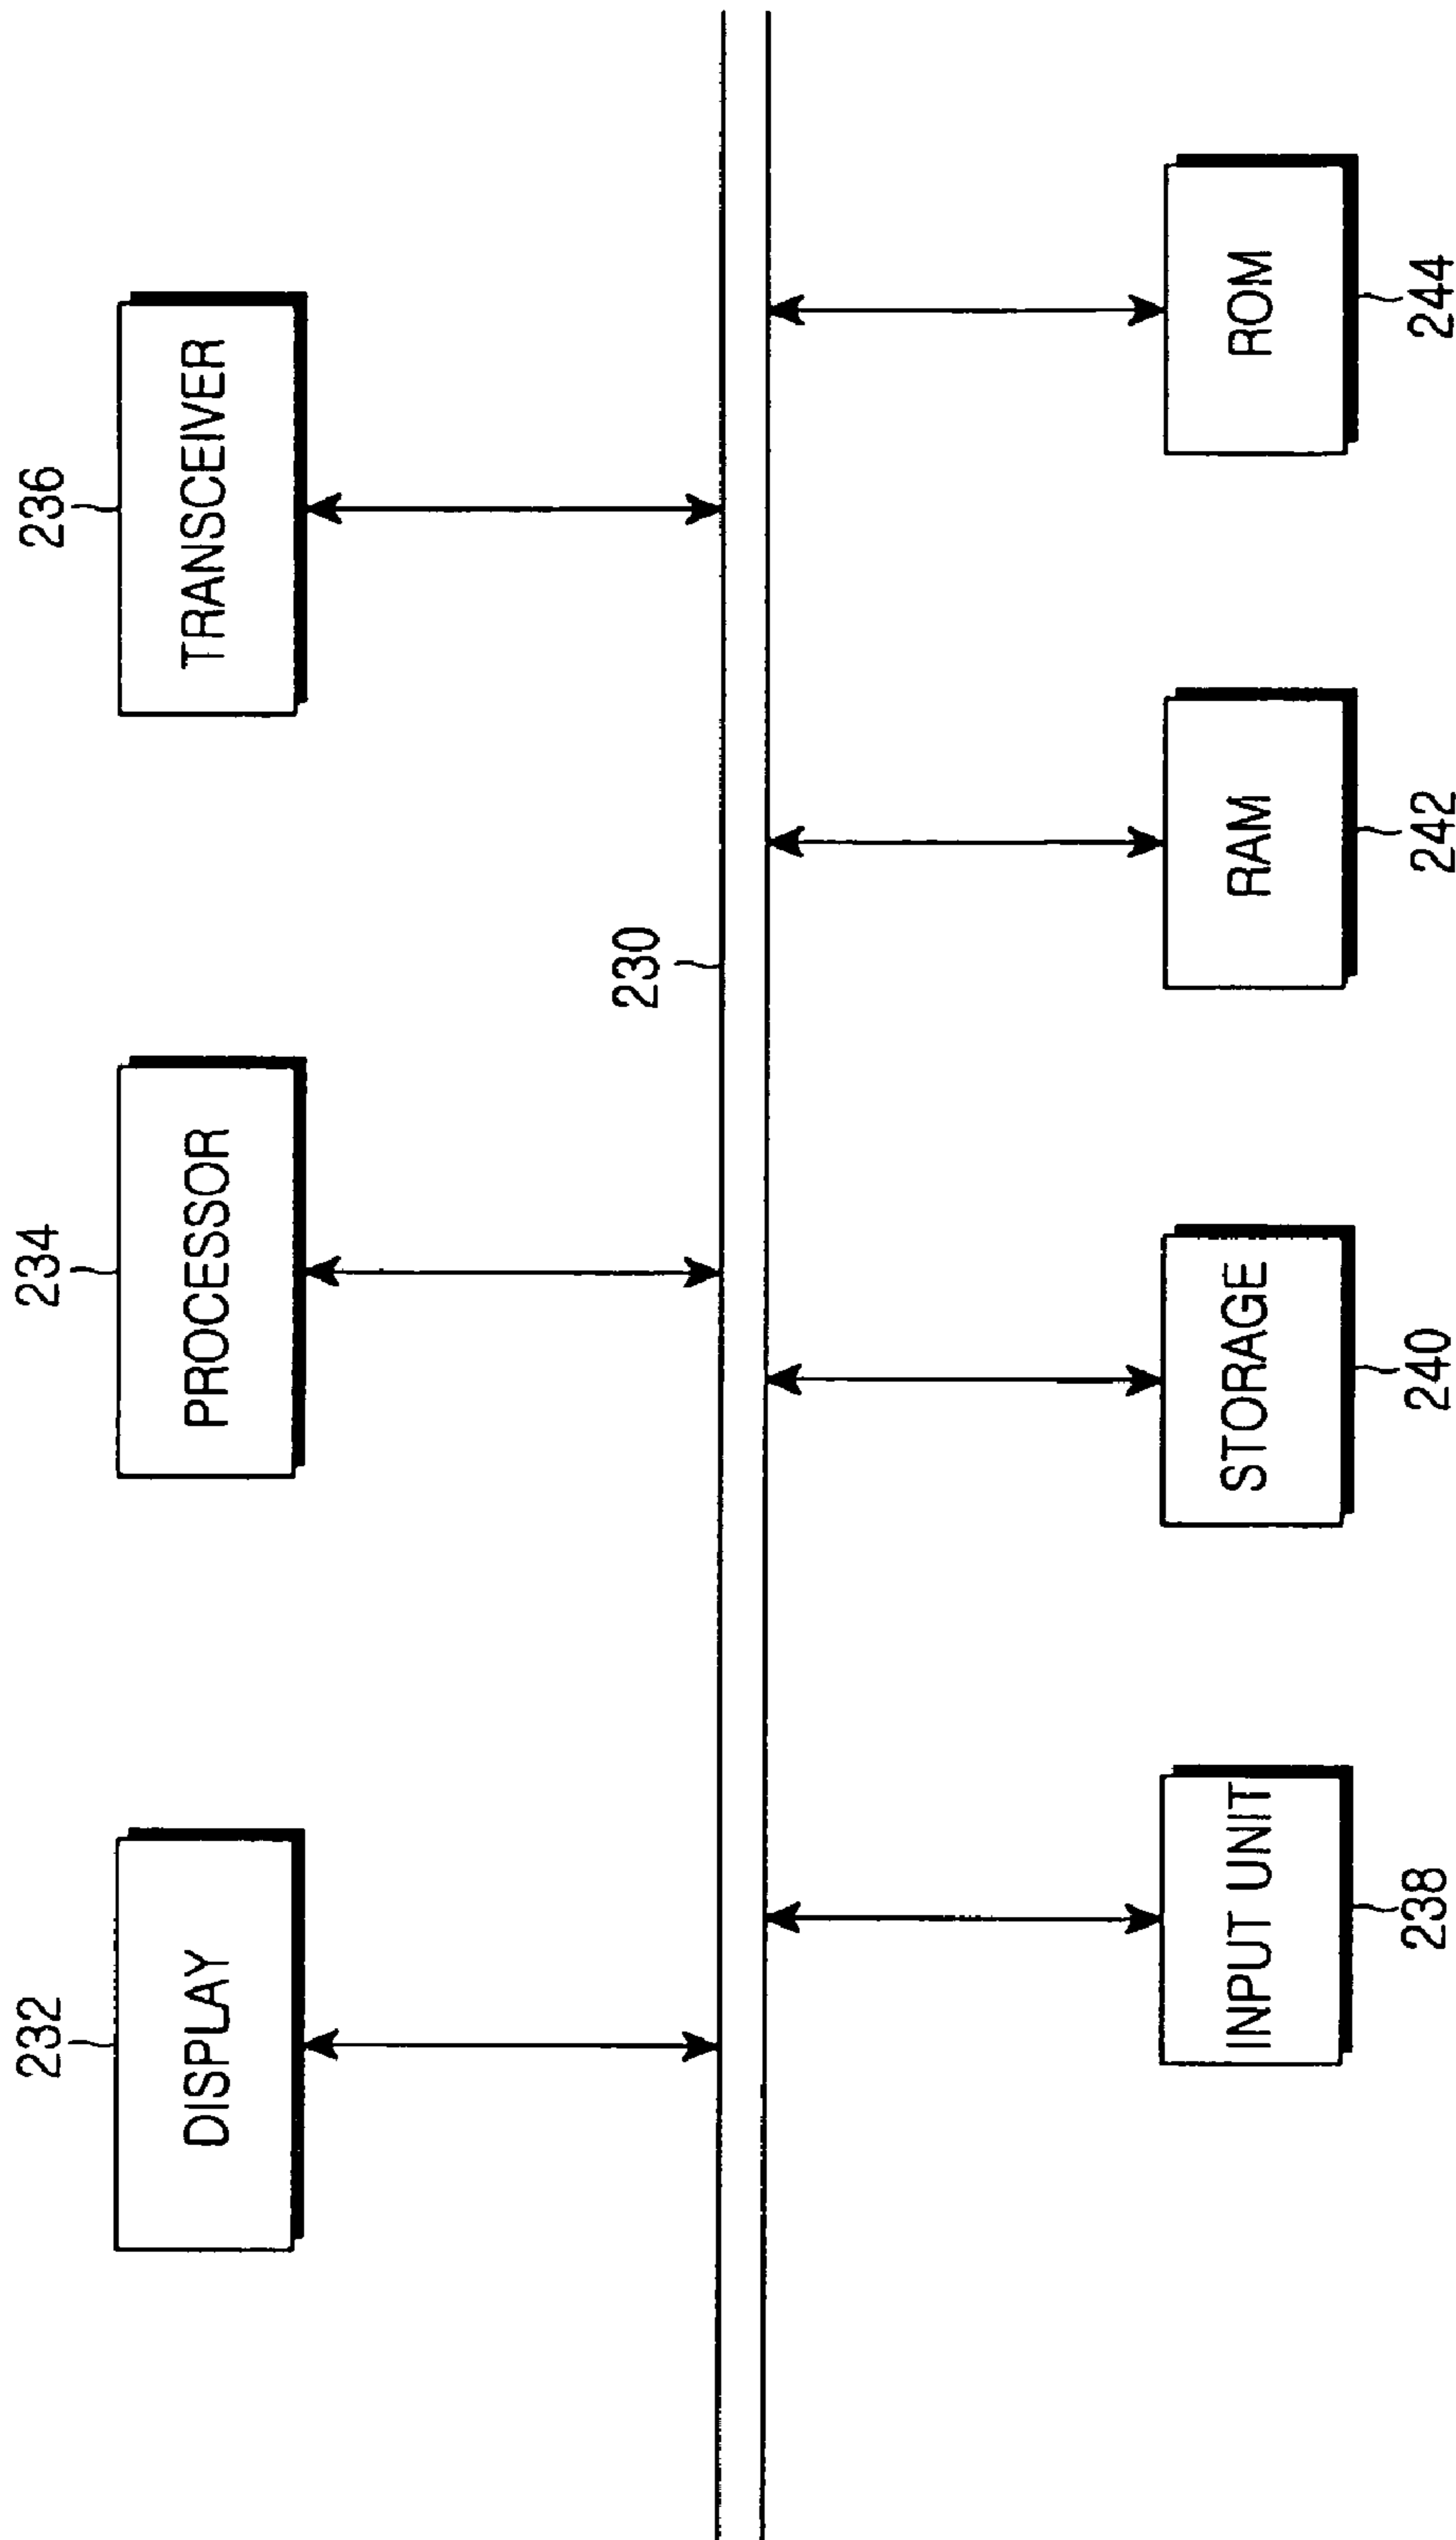 232
234
236
DISPLAY
PROCESSOR
TRANSCEIVER
230
INPUT UNIT
STORAGE
RAM
ROM
238
240
242
244